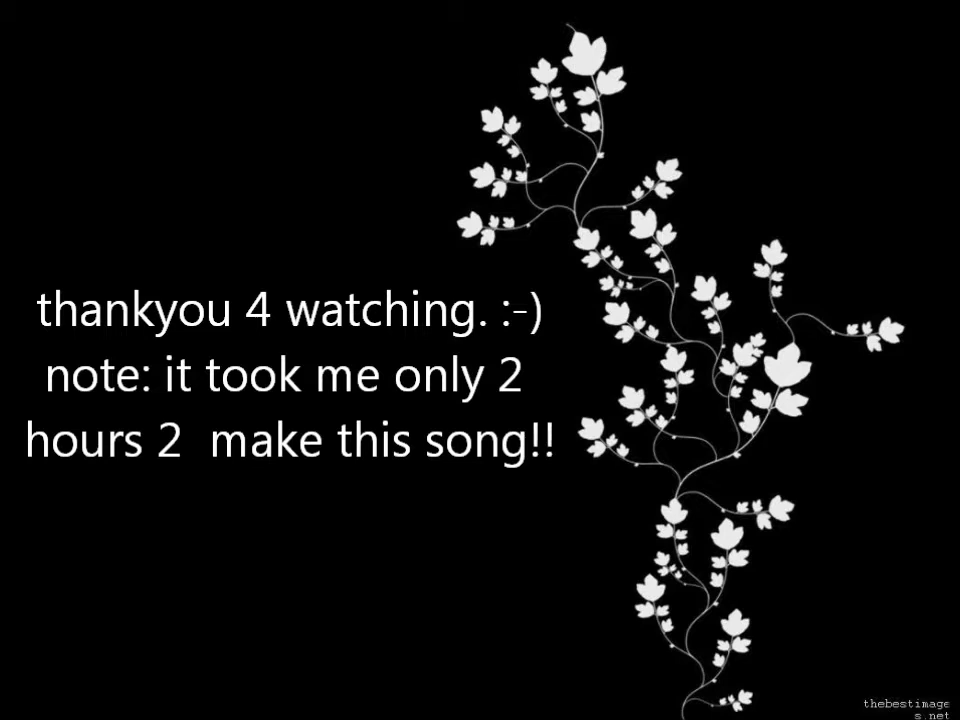 thankyou 4 watching. :-)
note: it took me only 2
hours 2  make this song!!
thebestimage
s.net